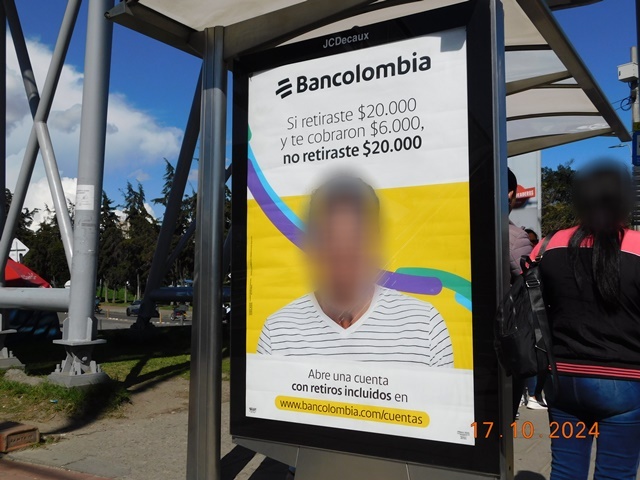 JCDecaux
Bancolombia
Si retiraste $20.000
y te cobraron $6.000,
no retiraste $20.000
Abre una cuenta
con retiros incluidos en
www.bancolombia.com/cuentas
17.10.2024